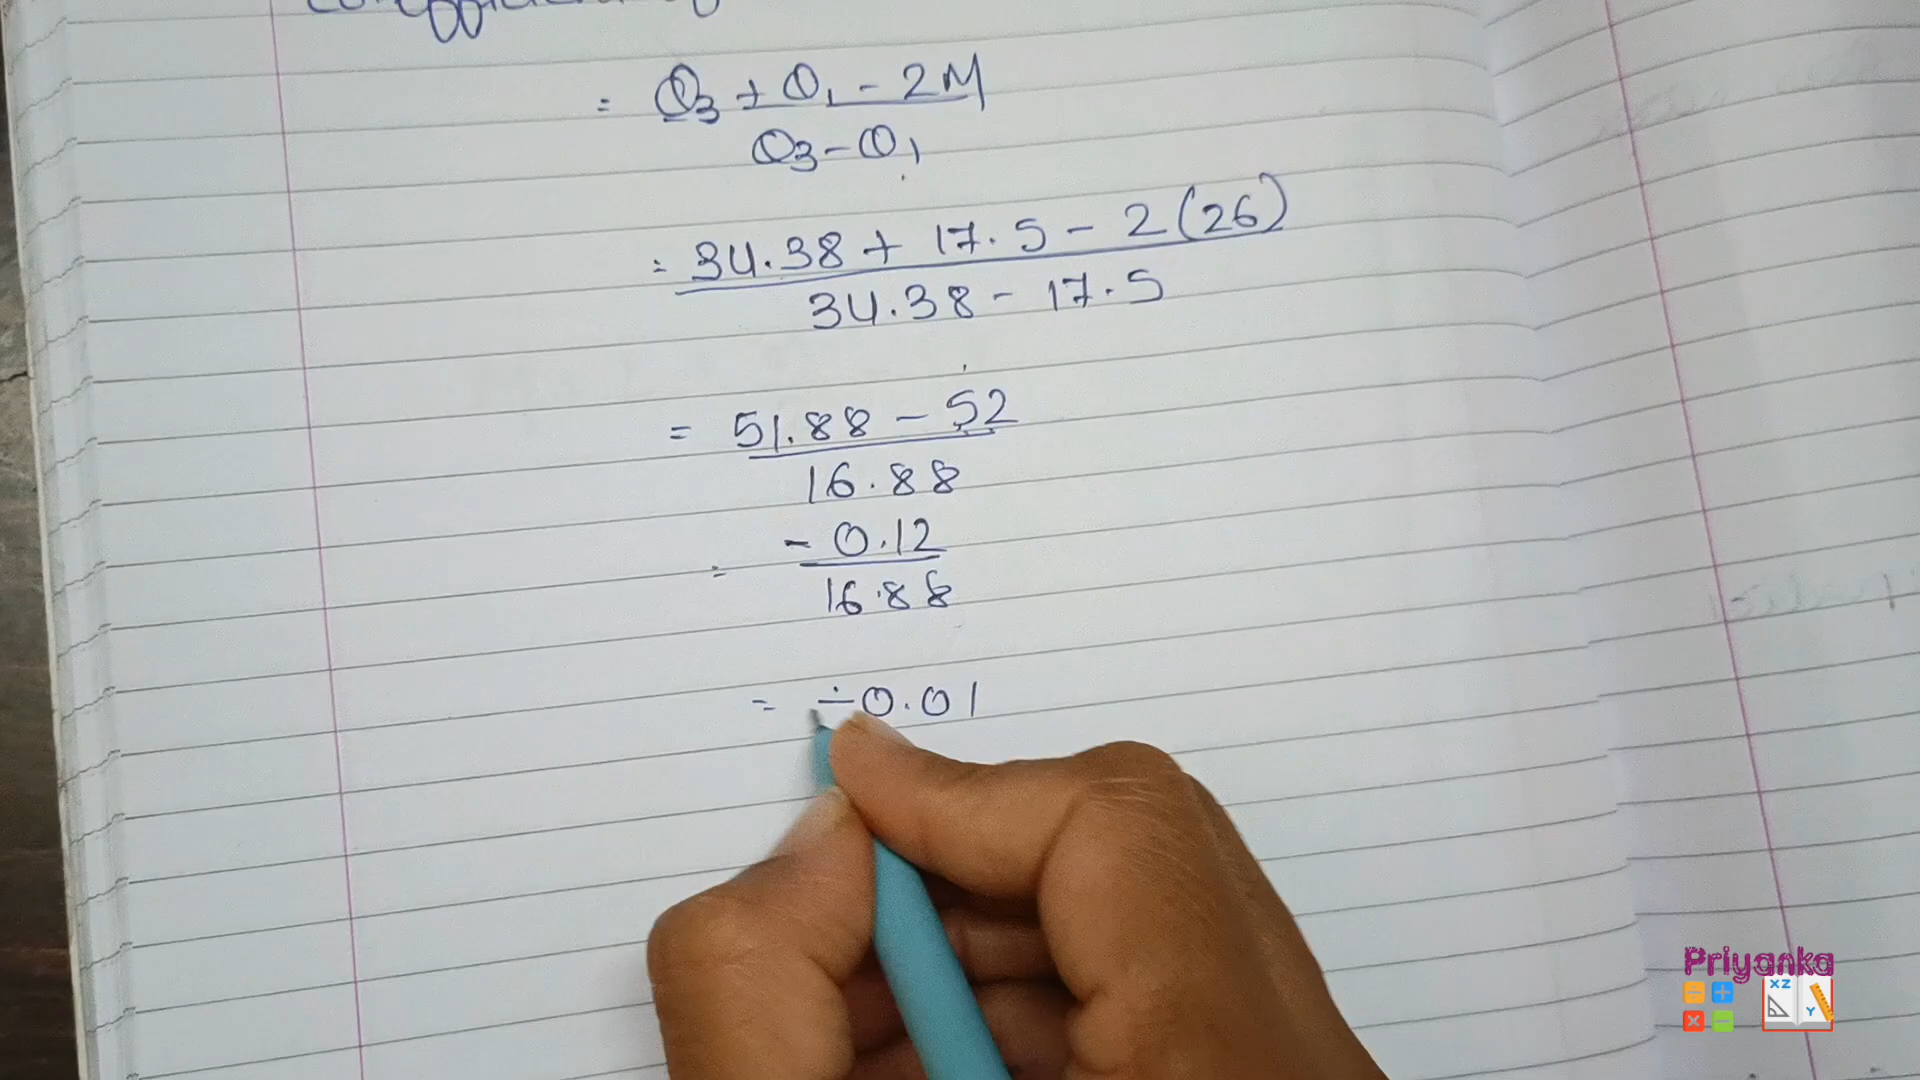 = Q3 + Q1 - 2M
Q3 - Q1
= 34.38 + 17.5 - 2(26)
34.38 - 17.5
= 51.88 - 52
16.88
= - 0.12
16.88
= -0.01
Priyanka
XZ
Y